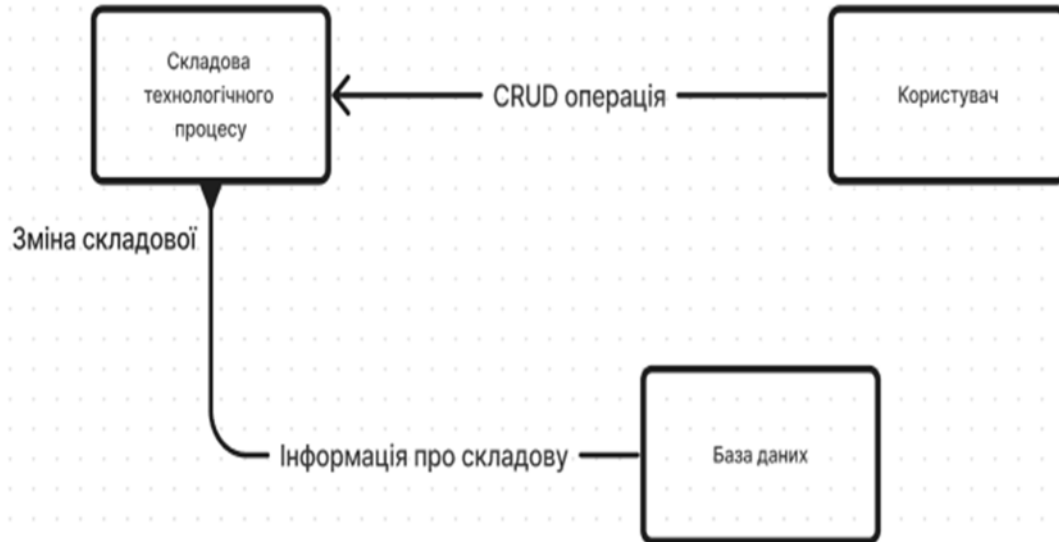 Складова
технологічного
процесу
CRUD операція
Користувач
Зміна складової
Інформація про складову
База даних